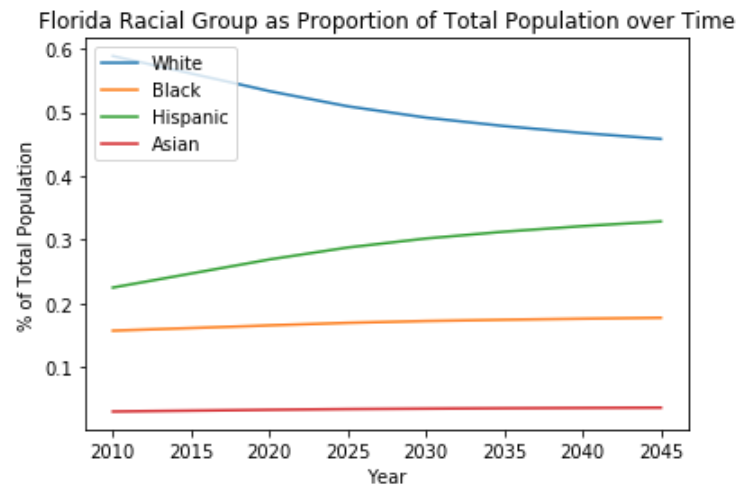 Florida Racial Group as Proportion of Total Population over Time
0.6
0.5
0.4
0.3
0.2
0.1
% of Total Population
White
Black
Hispanic
Asian
2010 2015 2020 2025 2030 2035 2040 2045
Year